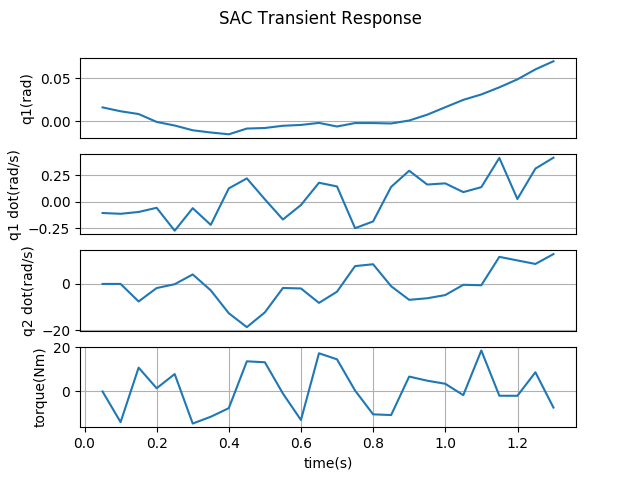 SAC Transient Response
q1(rad)
0.05
0.00
q1 dot(rad/s)
0.25
0.00
−0.25
q2 dot(rad/s)
0
−20
torque(Nm)
20
0
0.0 0.2 0.4 0.6 0.8 1.0 1.2
time(s)